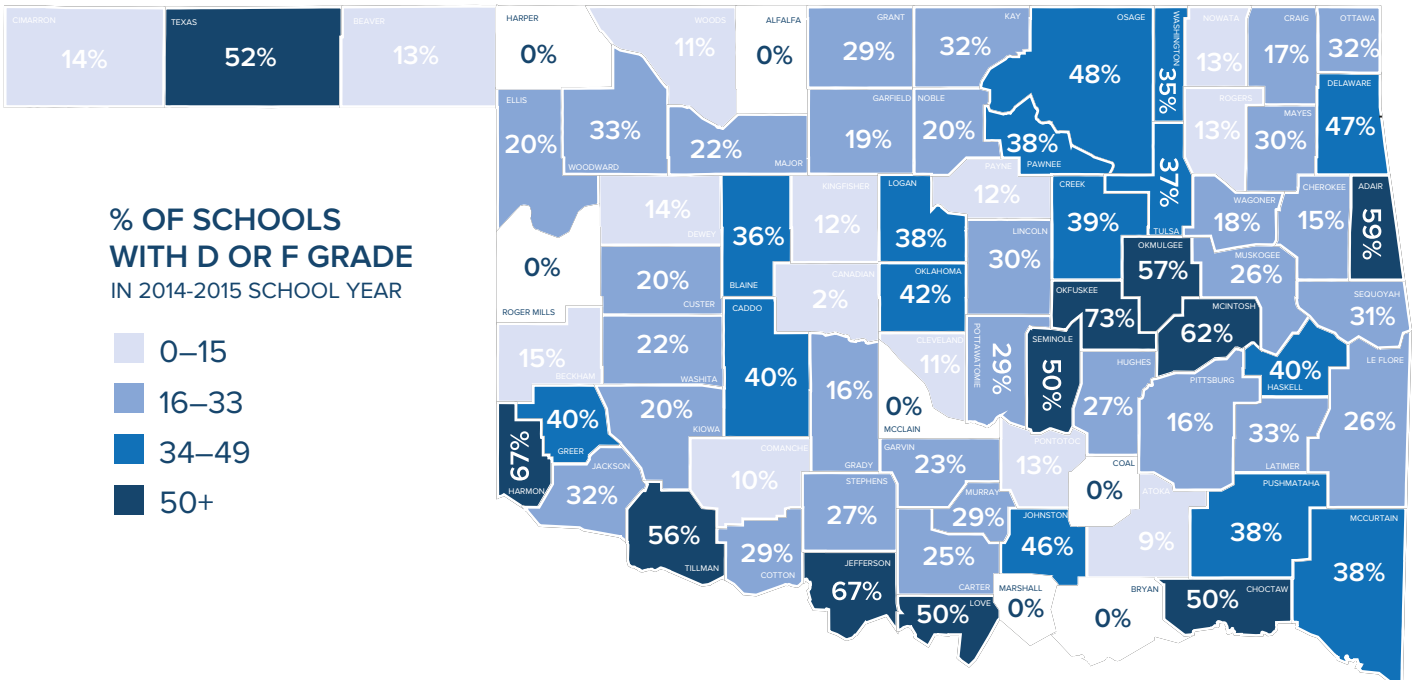 CIMARRON
14%
TEXAS
52%
BEAVER
13%
HARPER
0%
WOODS
11%
ALFALFA
0%
GRANT
29%
KAY
32%
OSAGE
48%
WASHINGTON
35%
NOWATA
13%
CRAIG
17%
OTTAWA
32%
DELAWARE
47%
ELLIS
20%
33%
WOODWARD
22%
MAJOR
GARFIELD
19%
NOBLE
20%
38%
PAWNEE
ROGERS
13%
MAYES
30%
PAYNE
12%
37%
TULSA
% OF SCHOOLS
WITH D OR F GRADE
IN 2014-2015 SCHOOL YEAR
0–15
16–33
34–49
50+
14%
DEWEY
36%
BLAINE
KINGFISHER
12%
LOGAN
38%
CREEK
39%
WAGONER
18%
CHEROKEE
15%
ADAIR
59%
0%
ROGER MILLS
20%
CUSTER
CANADIAN
2%
OKLAHOMA
42%
LINCOLN
30%
OKMULGEE
57%
MUSKOGEE
26%
SEQUOYAH
31%
OKFUSKEE
73%
MCINTOSH
62%
15%
BECKHAM
22%
WASHITA
CADDO
40%
16%
GRADY
CLEVELAND
11%
0%
MCCLAIN
POTTAWATOMIE
29%
SEMINOLE
50%
HUGHES
27%
PITTSBURG
16%
40%
HASKELL
LE FLORE
26%
67%
HARMON
40%
GREER
20%
KIOWA
33%
LATIMER
JACKSON
32%
COMANCHE
10%
GARVIN
23%
PONTOTOC
13%
COAL
0%
ATOKA
9%
PUSHMATAHA
38%
MCCURTAIN
38%
56%
TILLMAN
29%
COTTON
STEPHENS
27%
MURRAY
29%
JOHNSTON
46%
25%
CARTER
JEFFERSON
67%
50%
LOVE
MARSHALL
0%
BRYAN
0%
50%
CHOCTAW